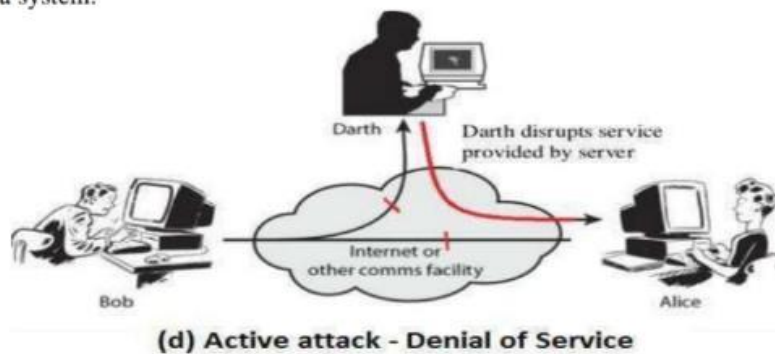 a system.
Darth
Darth disrupts service
provided by server
Internet or
other comms facility
Bob
Alice
(d) Active attack - Denial of Service